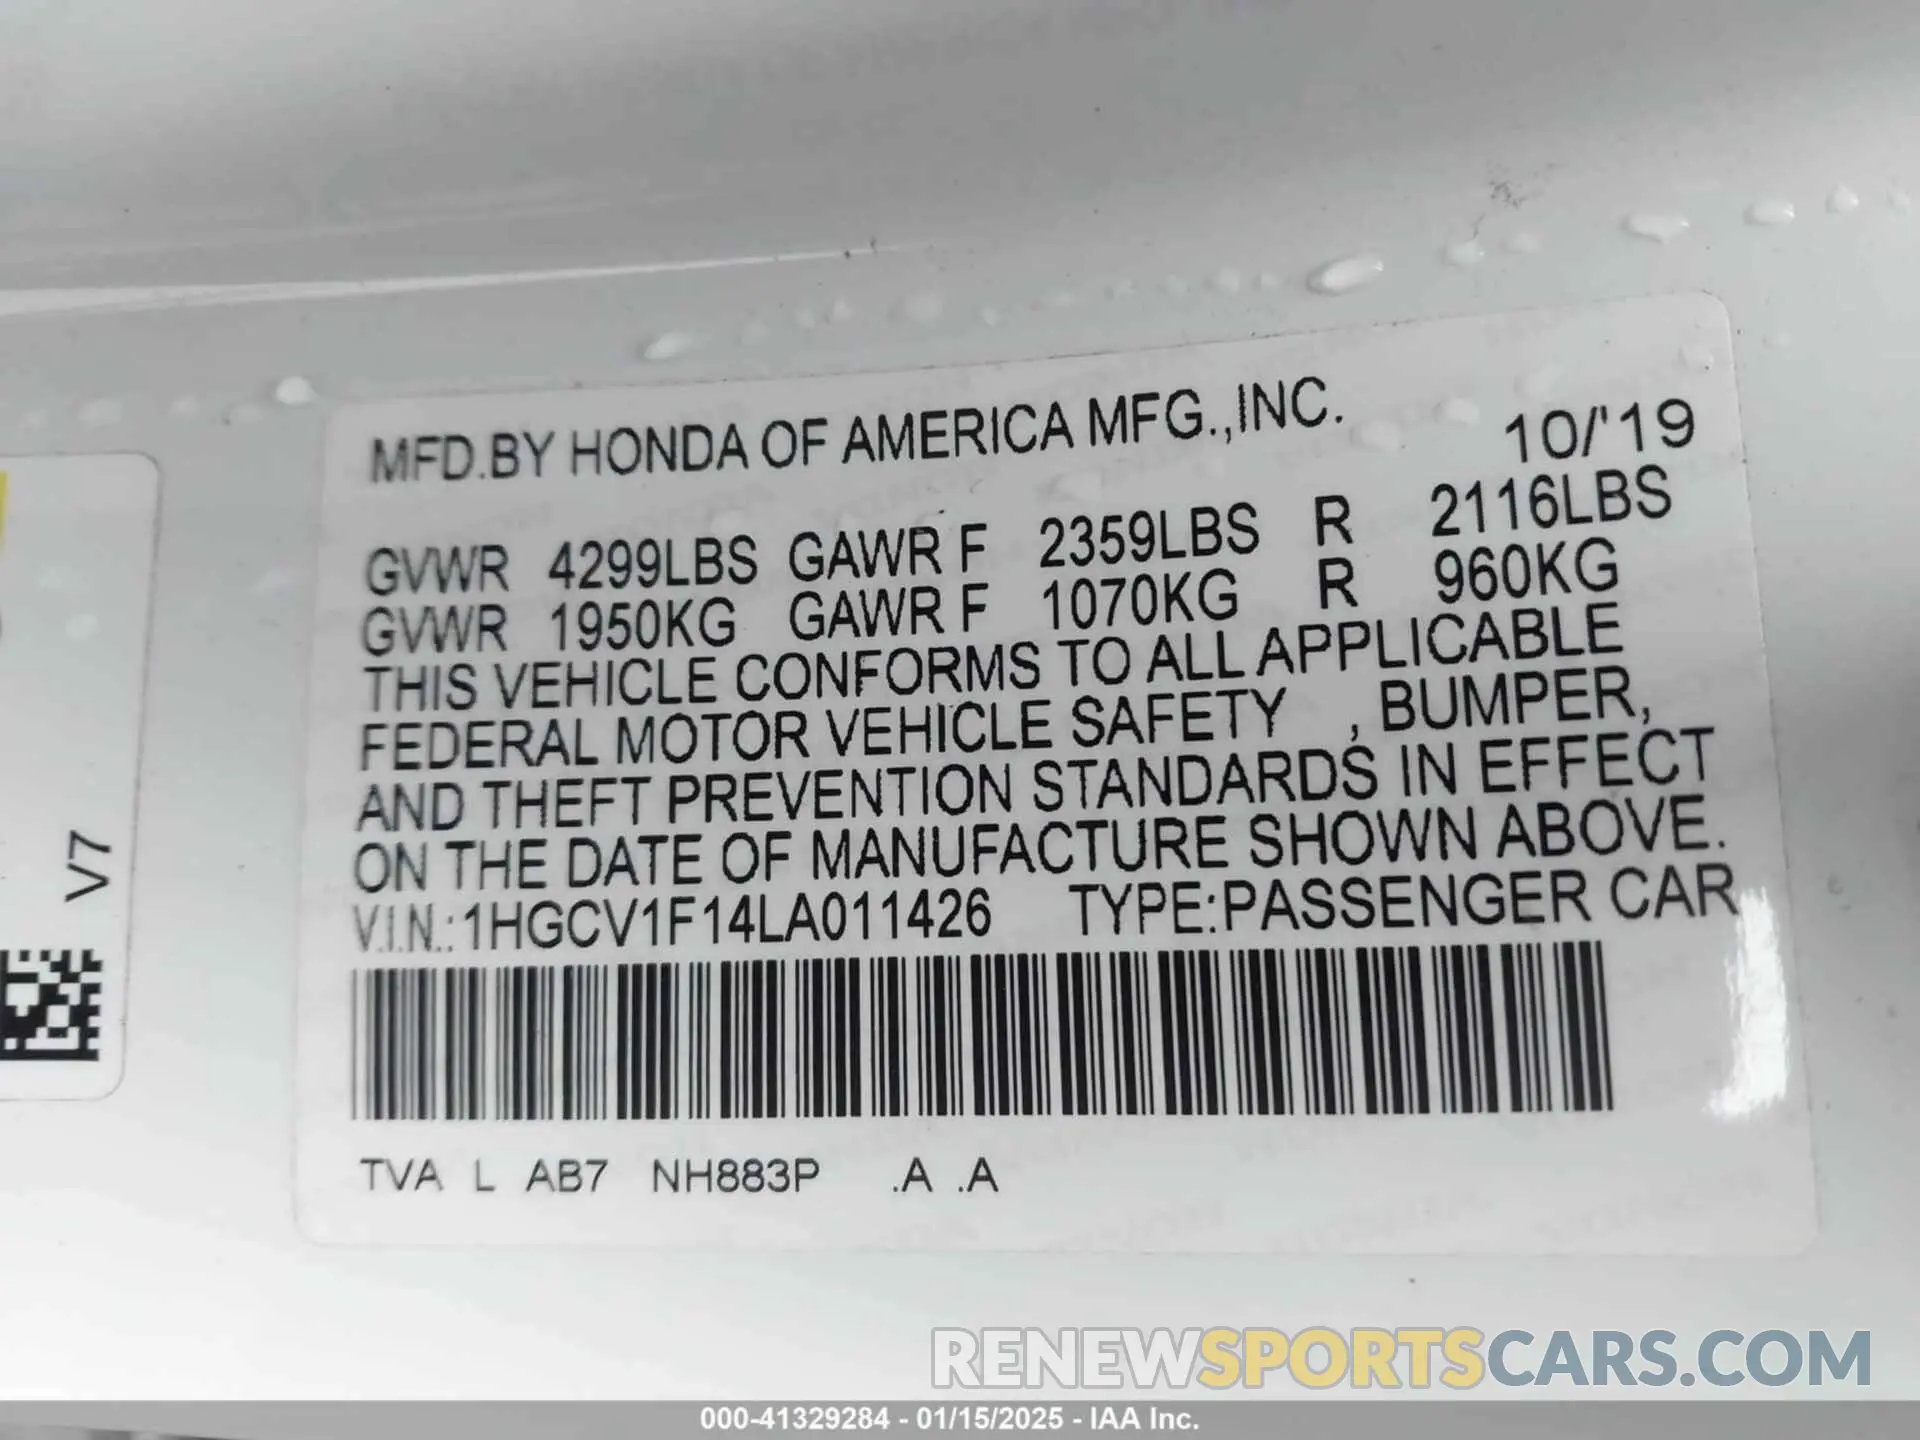 MFD.BY HONDA OF AMERICA MFG.,INC. 10/'19
GVWR 4299LBS GAWR F 2359LBS R 2116LBS
GVWR 1950KG GAWR F 1070KG R 960KG
THIS VEHICLE CONFORMS TO ALL APPLICABLE
FEDERAL MOTOR VEHICLE SAFETY , BUMPER,
AND THEFT PREVENTION STANDARDS IN EFFECT
ON THE DATE OF MANUFACTURE SHOWN ABOVE.
V.I.N.:1HGCV1F14LA011426 TYPE:PASSENGER CAR
TVA L AB7 NH883P .A .A
V7
RENEWSPORTSCARS.COM
000-41329284 - 01/15/2025 - IAA Inc.